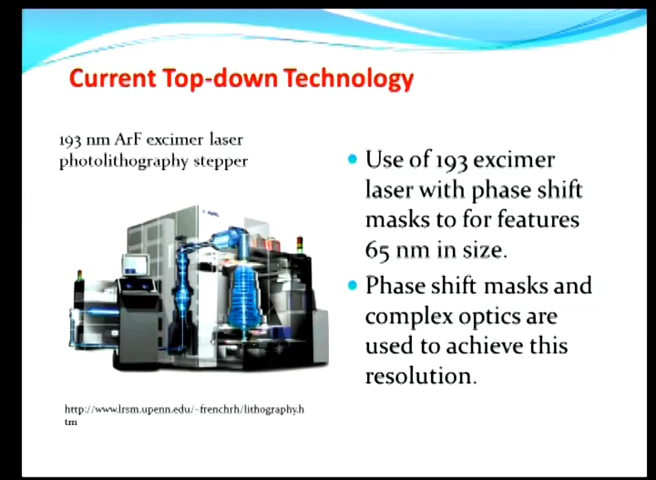 Current Top-down Technology
193 nm ArF excimer laser
photolithography stepper
Use of 193 excimer
laser with phase shift
masks to for features
65 nm in size.
Phase shift masks and
complex optics are
used to achieve this
resolution.
http://www.lrsm.upenn.edu/~frenchrh/lithography.h
tm